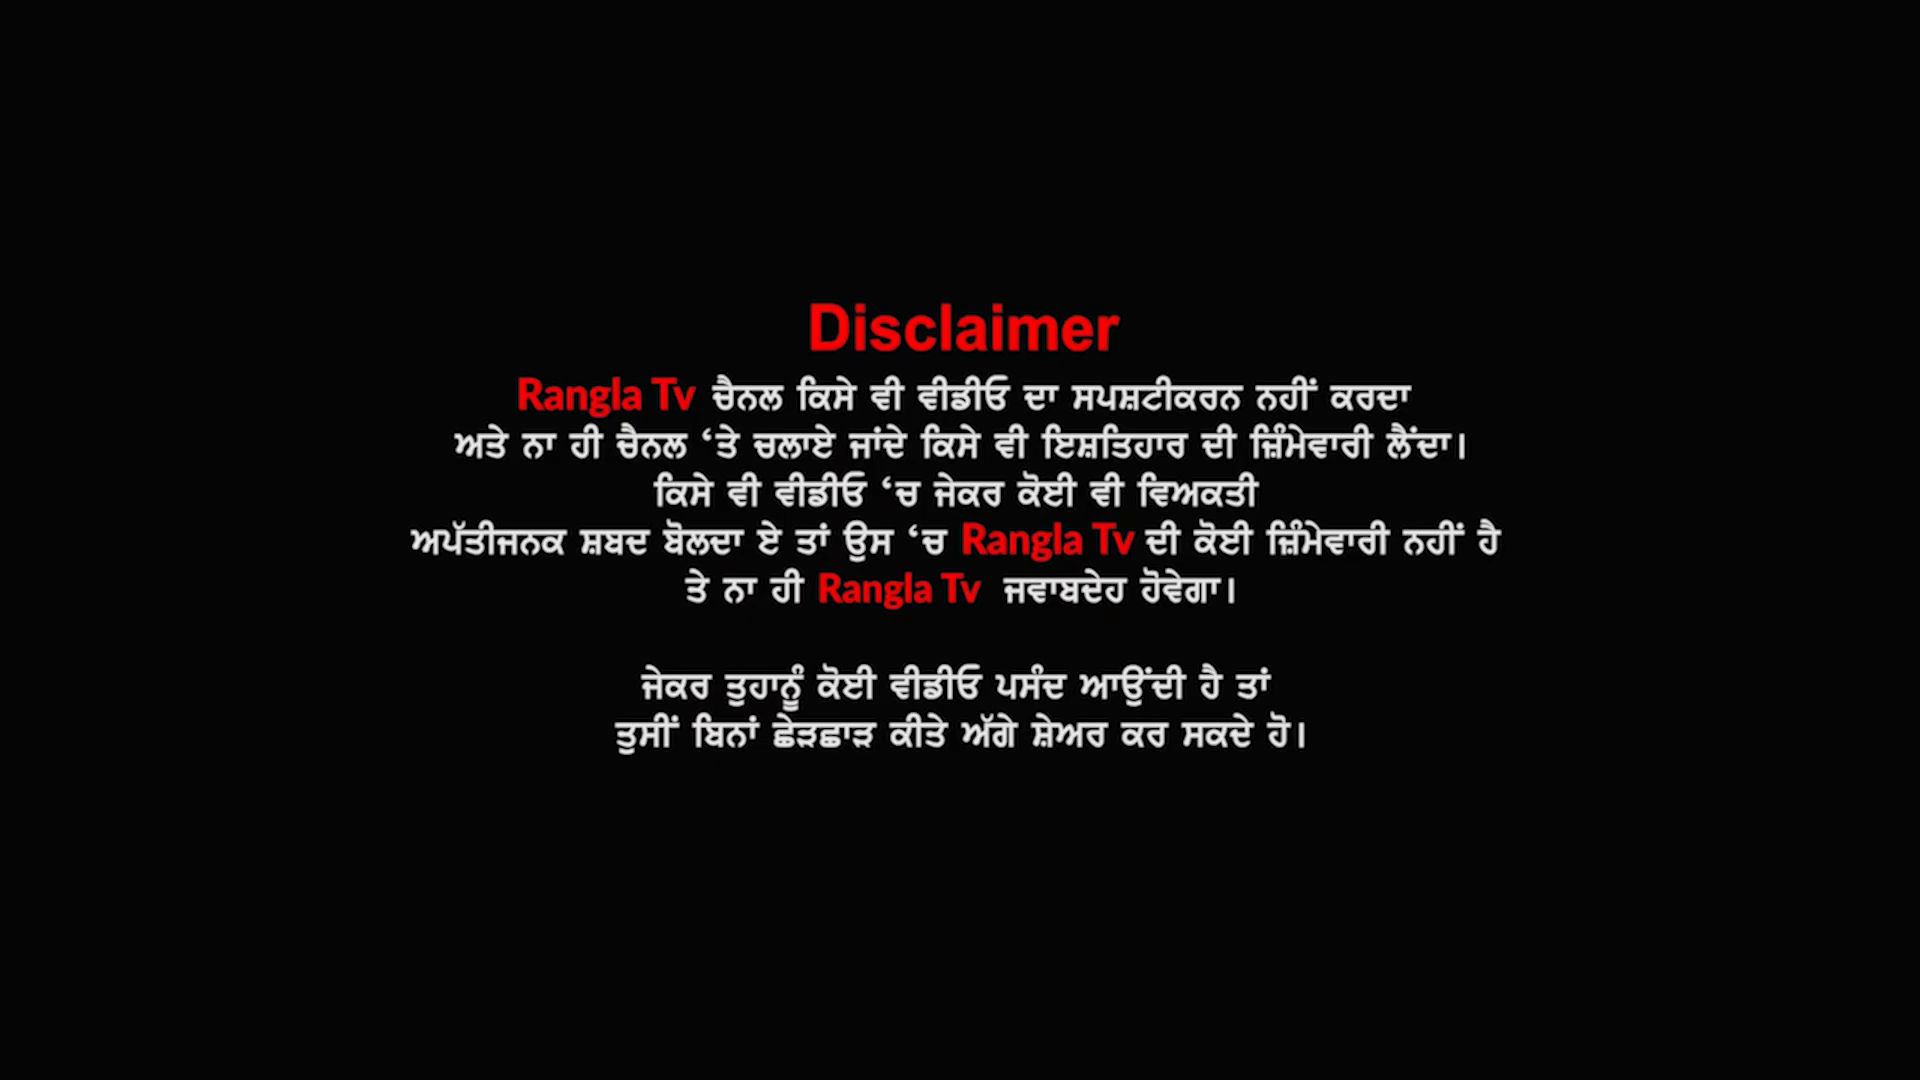 Disclaimer
Rangla Tv ਚੈਨਲ ਕਿਸੇ ਵੀ ਵੀਡੀਓ ਦਾ ਸਪਸ਼ਟੀਕਰਨ ਨਹੀਂ ਕਰਦਾ
ਅਤੇ ਨਾ ਹੀ ਚੈਨਲ ‘ਤੇ ਚਲਾਏ ਜਾਂਦੇ ਕਿਸੇ ਵੀ ਇਸ਼ਤਿਹਾਰ ਦੀ ਜ਼ਿੰਮੇਵਾਰੀ ਲੈਂਦਾ।
ਕਿਸੇ ਵੀ ਵੀਡੀਓ ‘ਚ ਜੇਕਰ ਕੋਈ ਵੀ ਵਿਅਕਤੀ
ਅਪੱਤੀਜਨਕ ਸ਼ਬਦ ਬੋਲਦਾ ਏ ਤਾਂ ਉਸ ‘ਚ Rangla Tv ਦੀ ਕੋਈ ਜ਼ਿੰਮੇਵਾਰੀ ਨਹੀਂ ਹੈ
ਤੇ ਨਾ ਹੀ Rangla Tv ਜਵਾਬਦੇਹ ਹੋਵੇਗਾ।
ਜੇਕਰ ਤੁਹਾਨੂੰ ਕੋਈ ਵੀਡੀਓ ਪਸੰਦ ਆਉਂਦੀ ਹੈ ਤਾਂ
ਤੁਸੀਂ ਬਿਨਾਂ ਛੇੜਛਾੜ ਕੀਤੇ ਅੱਗੇ ਸ਼ੇਅਰ ਕਰ ਸਕਦੇ ਹੋ।